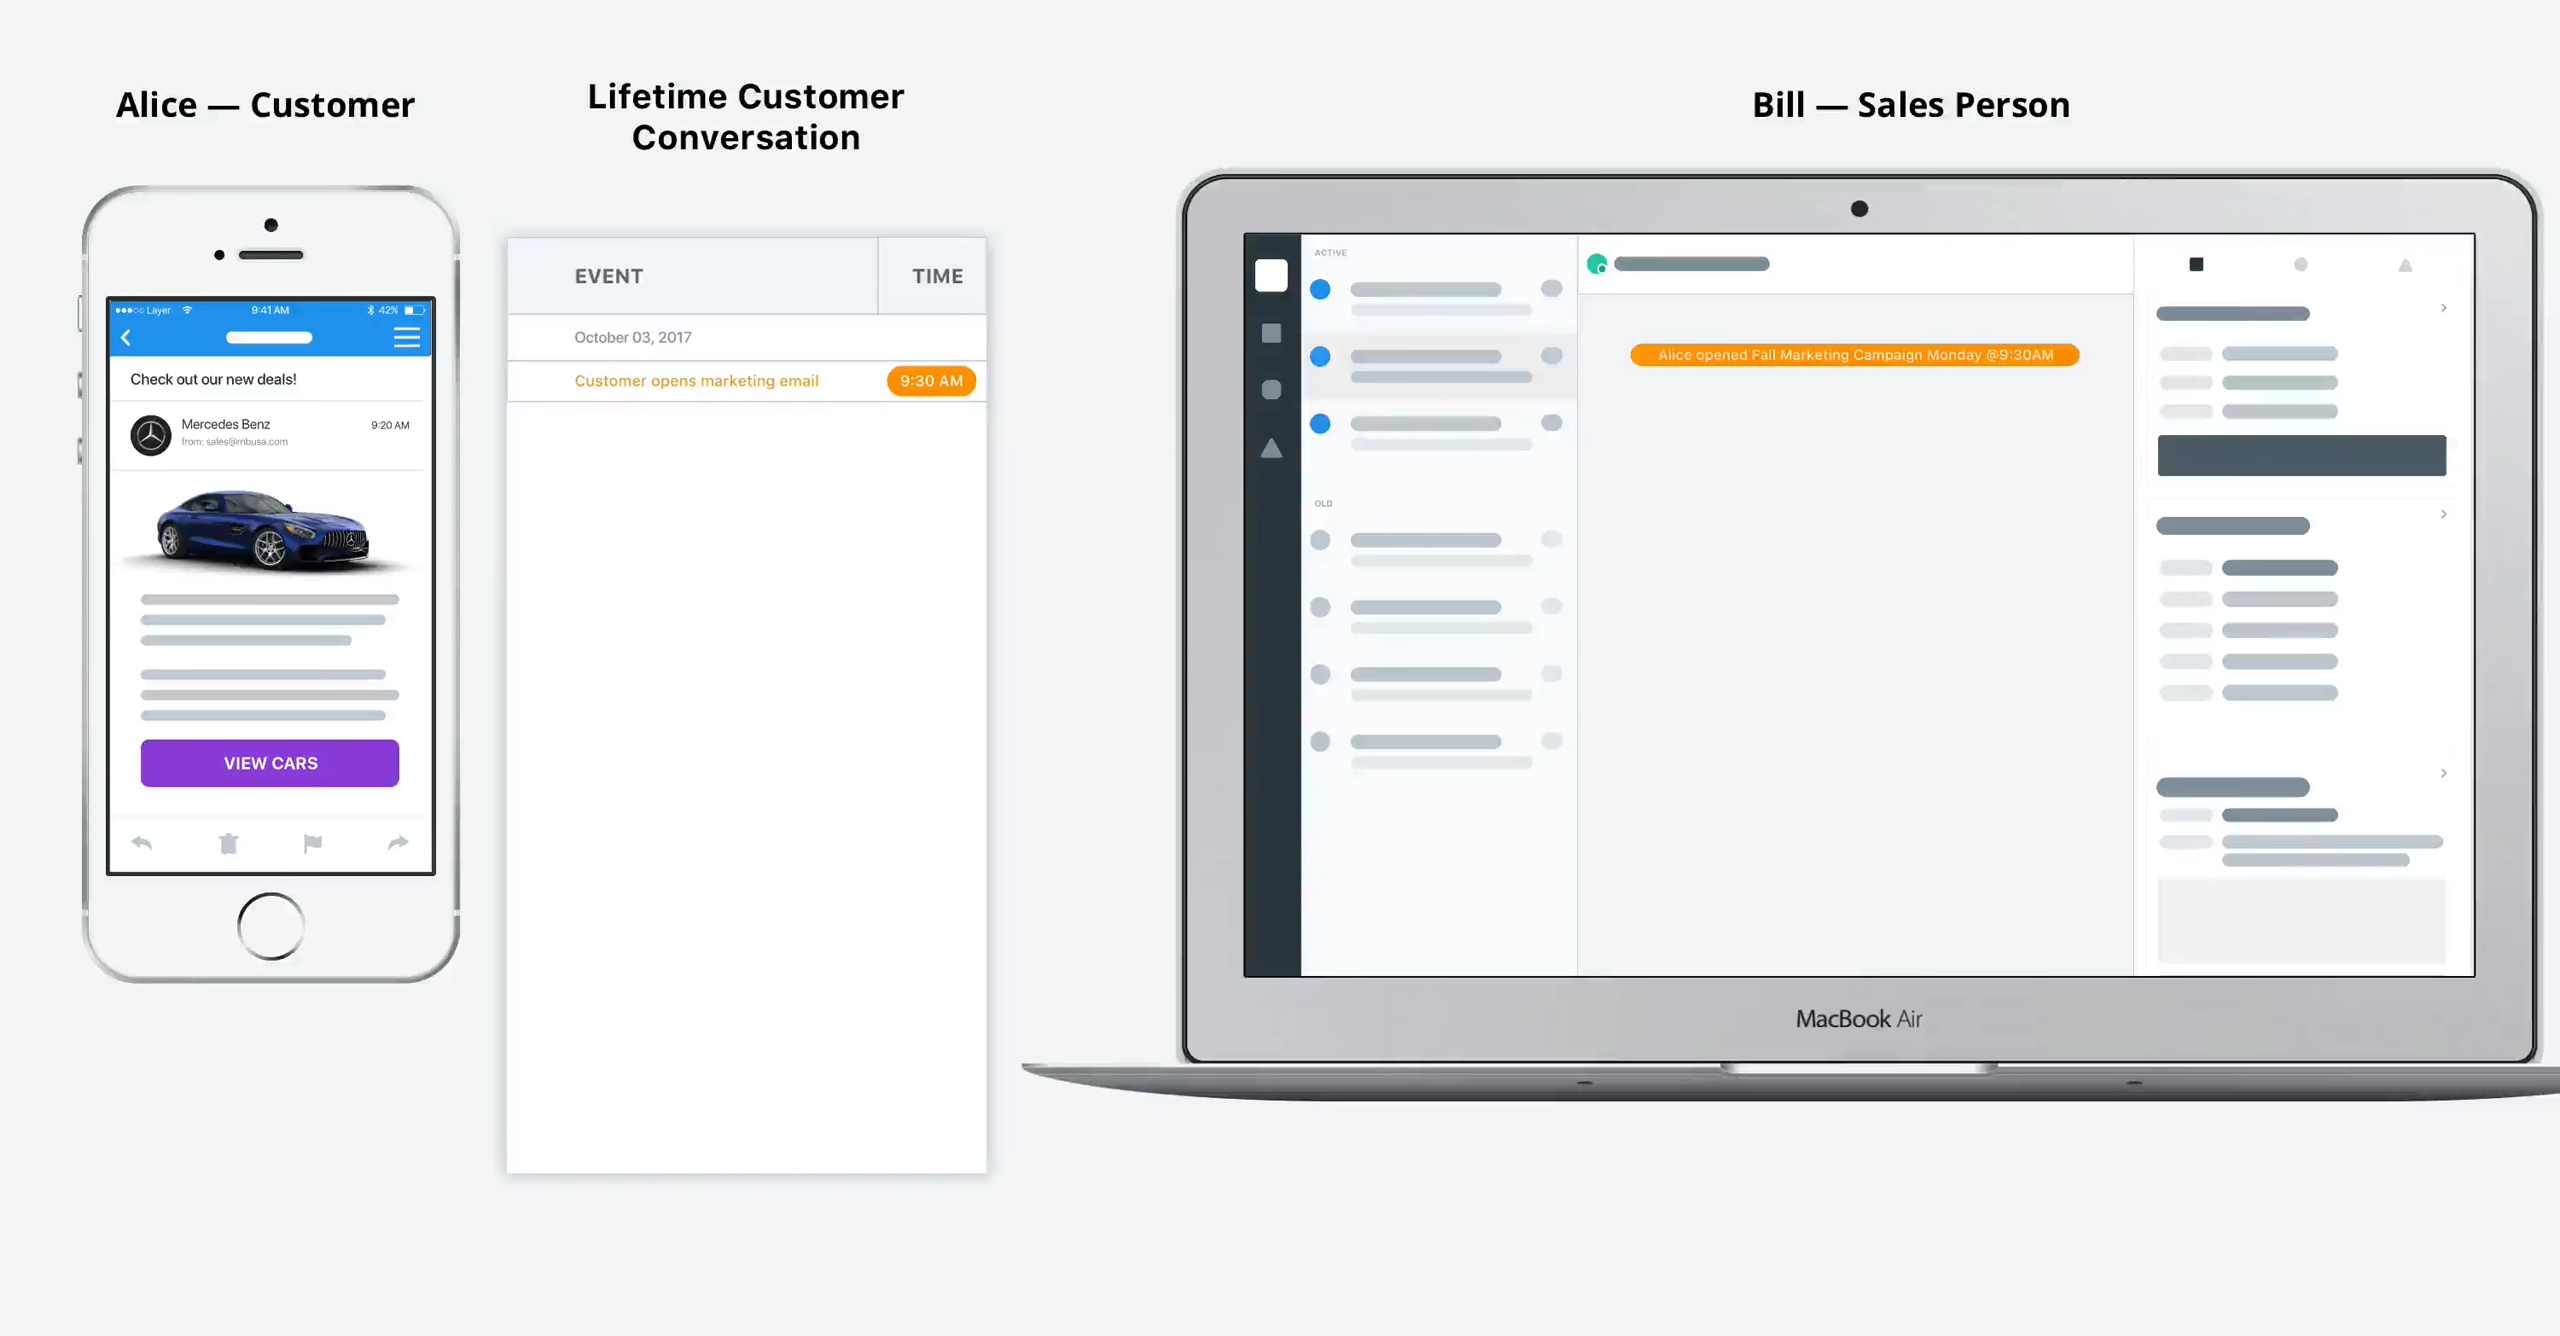 Alice — Customer
Lifetime Customer
Conversation
Bill — Sales Person
Layer 9:41 AM 42%
Check out our new deals!
Mercedes Benz 9:20 AM
from: sales@mbusa.com
VIEW CARS
EVENT TIME
October 03, 2017
Customer opens marketing email 9:30 AM
ACTIVE
Alice opened Fall Marketing Campaign Monday @9:30AM
OLD
MacBook Air